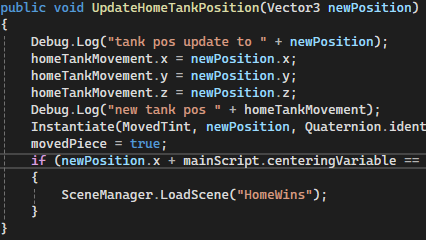 public void UpdateHomeTankPosition(Vector3 newPosition)
{
Debug.Log("tank pos update to " + newPosition);
homeTankMovement.x = newPosition.x;
homeTankMovement.y = newPosition.y;
homeTankMovement.z = newPosition.z;
Debug.Log("new tank pos " + homeTankMovement);
Instantiate(MovedTint, newPosition, Quaternion.ident
movedPiece = true;
if (newPosition.x + mainScript.centeringVariable ==
{
SceneManager.LoadScene("HomeWins");
}
}